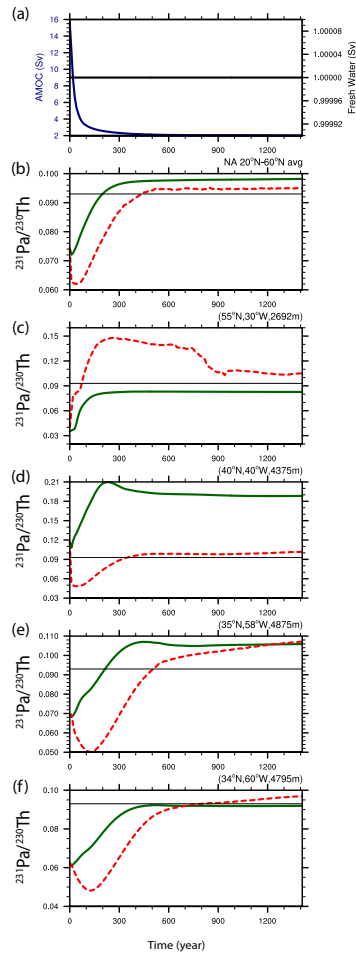 (a)
AMOC (Sv)
16
14
12
10
8
6
4
2
1.00008
1.00004
1.00000
0.99996
0.99992
Fresh Water (Sv)
0 300 600 900 1200
NA 20°N-60°N avg
(b)
²³¹Pa/²³⁰Th
0.100
0.090
0.080
0.070
0.060
0 300 600 900 1200
(55°N,30°W,2692m)
(c)
²³¹Pa/²³⁰Th
0.15
0.12
0.09
0.06
0.03
0 300 600 900 1200
(40°N,40°W,4375m)
(d)
²³¹Pa/²³⁰Th
0.21
0.18
0.15
0.12
0.09
0.06
0.03
0 300 600 900 1200
(35°N,58°W,4875m)
(e)
²³¹Pa/²³⁰Th
0.110
0.100
0.090
0.080
0.070
0.060
0.050
0 300 600 900 1200
(34°N,60°W,4795m)
(f)
²³¹Pa/²³⁰Th
0.10
0.08
0.06
0.04
0 300 600 900 1200
Time (year)